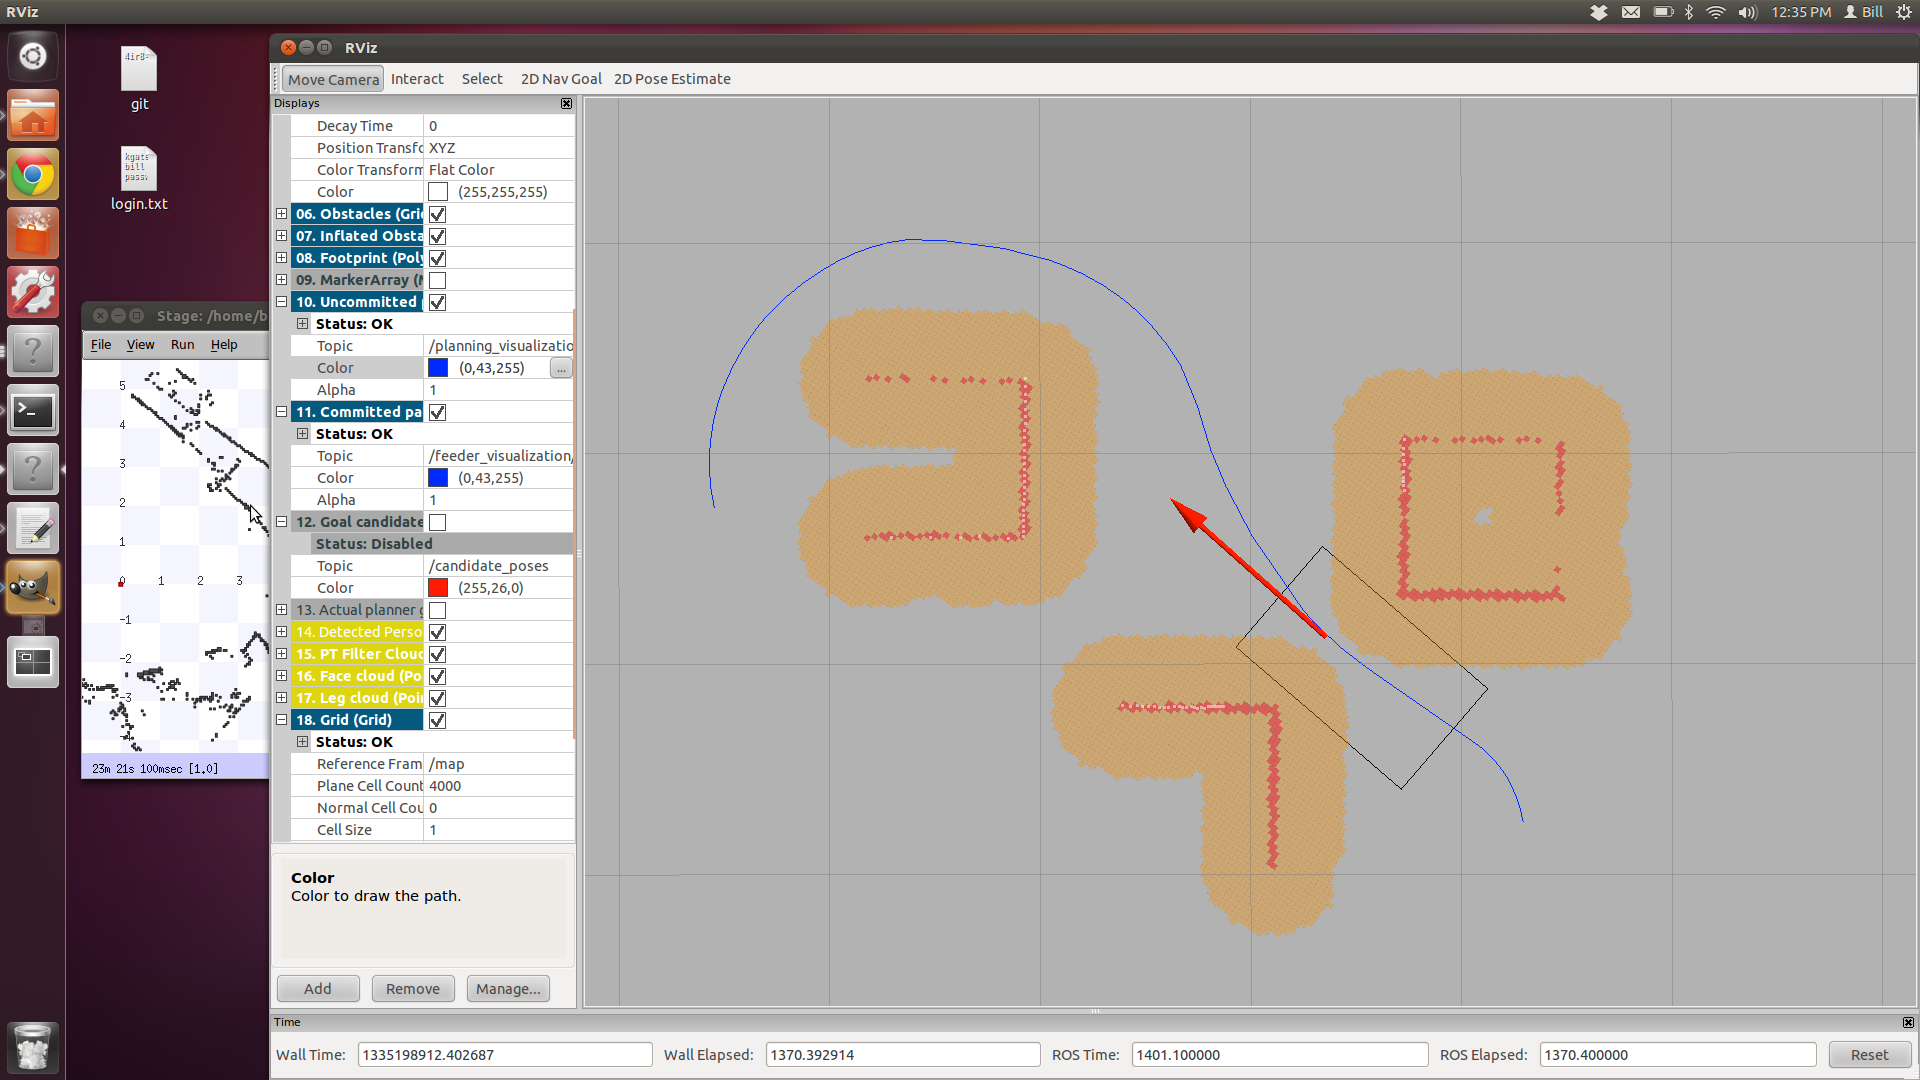 RViz
12:35 PM
Bill
git
login.txt
RViz
Move Camera Interact Select 2D Nav Goal 2D Pose Estimate
Displays
Decay Time 0
Position Transfo XYZ
Color Transform Flat Color
Color (255,255,255)
06. Obstacles (Gri
07. Inflated Obsta
08. Footprint (Poly
09. MarkerArray (M
10. Uncommitted
Status: OK
Topic /planning_visualizatio
Color (0,43,255) ...
Alpha 1
11. Committed pa
Status: OK
Topic /feeder_visualization/
Color (0,43,255)
Alpha 1
12. Goal candidate
Status: Disabled
Topic /candidate_poses
Color (255,26,0)
13. Actual planner g
14. Detected Perso
15. PT Filter Cloud
16. Face cloud (Po
17. Leg cloud (Poi
18. Grid (Grid)
Status: OK
Reference Fram /map
Plane Cell Count 4000
Normal Cell Cou 0
Cell Size 1
Color
Color to draw the path.
Add Remove Manage...
Stage: /home/b
File View Run Help
5
4
3
2
1
0 1 2 3
-1
-2
-3
-4
23m 21s 100msec [1.0]
Time
Wall Time: 1335198912.402687 Wall Elapsed: 1370.392914 ROS Time: 1401.100000 ROS Elapsed: 1370.400000 Reset